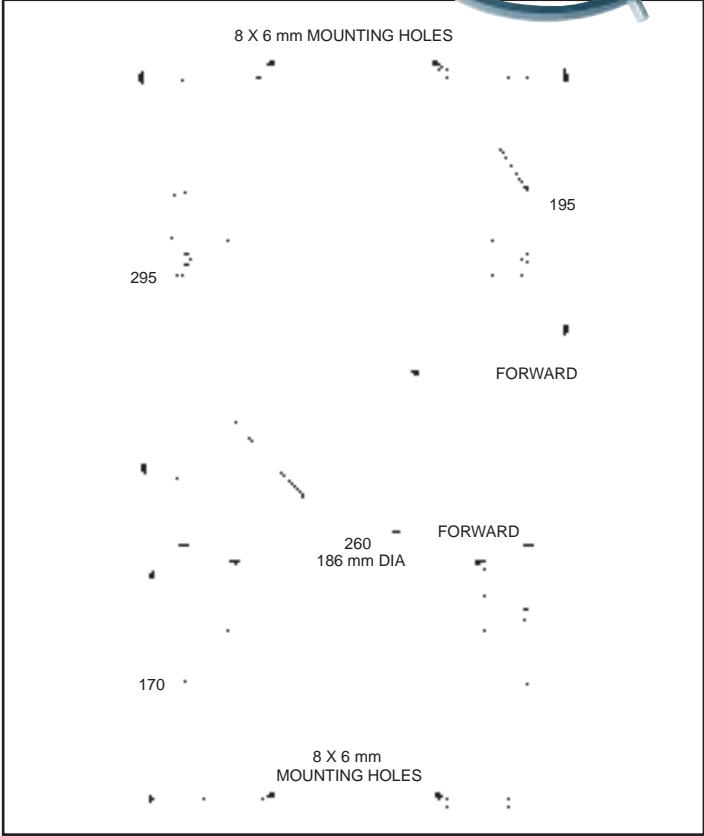 8 X 6 mm MOUNTING HOLES
195
295
FORWARD
FORWARD
260
186 mm DIA
170
8 X 6 mm
MOUNTING HOLES